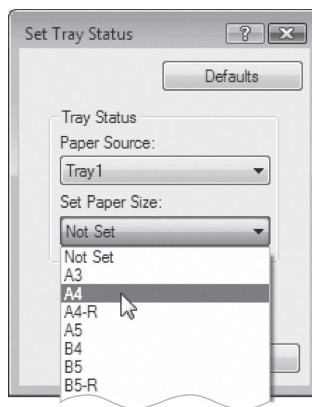 Set Tray Status
?
Defaults
Tray Status
Paper Source:
Tray1
Set Paper Size:
Not Set
Not Set
A3
A4
A4-R
A5
B4
B5
B5-R